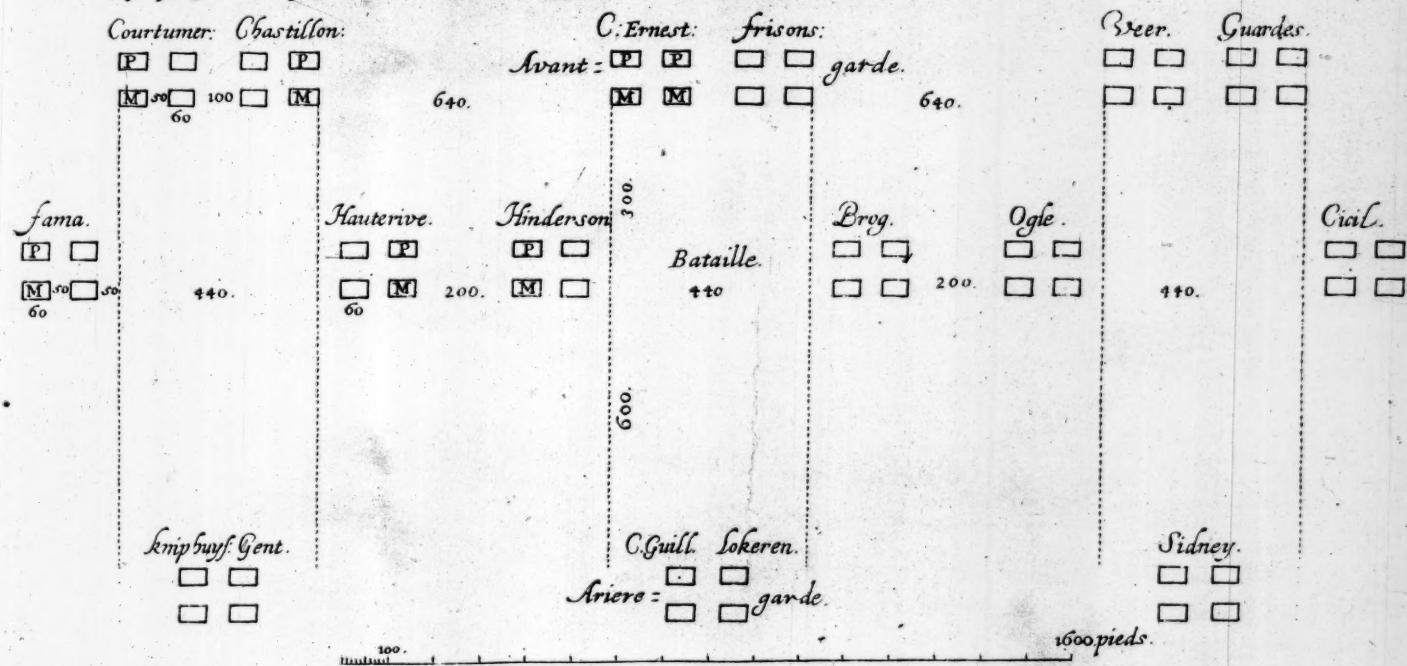 Courtumer: Chastillon: C: Ernest: frisons: Veer. Guardes.
P P Avant = P P garde.
M 50 100 M 640. M M 640.
60
300
fama. Hauterive. Hinderson Brog. Ogle. Cicil.
P P P Bataille.
M 50 50 440. M 200. M 440 200. 440.
60 60
600.
kniphuys: Gent. C. Guill. Lokeren. Sidney.
Ariere = garde.
100. 1600 pieds.